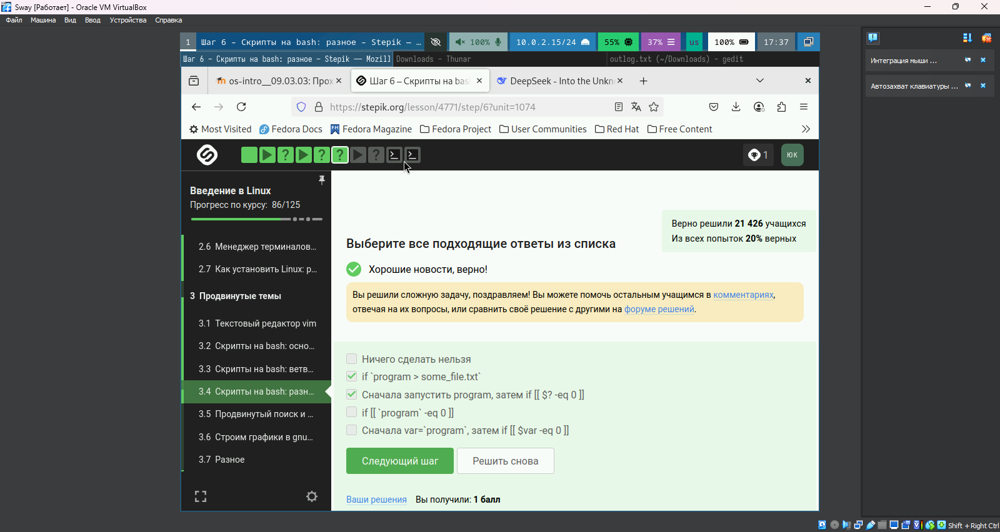 Sway [Работает] - Oracle VM VirtualBox
Файл Машина Вид Ввод Устройства Справка
1 Шаг 6 – Скрипты на bash: разное – Stepik — … 100% 10.0.2.15/24 55% 37% us 100% 17:37
Шаг 6 – Скрипты на bash: разное – Stepik — Mozill Downloads – Thunar outlog.txt (~/Downloads) – gedit
os-intro__09.03.03: Прох Шаг 6 – Скрипты на bas DeepSeek - Into the Unkn
https://stepik.org/lesson/4771/step/6?unit=1074
Most Visited Fedora Docs Fedora Magazine Fedora Project User Communities Red Hat Free Content
1 ЮК
Введение в Linux
Прогресс по курсу: 86/125
2.6 Менеджер терминалов...
2.7 Как установить Linux: р...
3 Продвинутые темы
3.1 Текстовый редактор vim
3.2 Скрипты на bash: осно...
3.3 Скрипты на bash: ветв...
3.4 Скрипты на bash: разн...
3.5 Продвинутый поиск и ...
3.6 Строим графики в gnu...
3.7 Разное
Верно решили 21 426 учащихся
Из всех попыток 20% верных
Выберите все подходящие ответы из списка
Хорошие новости, верно!
Вы решили сложную задачу, поздравляем! Вы можете помочь остальным учащимся в комментариях,
отвечая на их вопросы, или сравнить своё решение с другими на форуме решений.
Ничего сделать нельзя
if `program > some_file.txt`
Сначала запустить program, затем if [[ $? -eq 0 ]]
if [[ `program` -eq 0 ]]
Сначала var=`program`, затем if [[ $var -eq 0 ]]
Следующий шаг Решить снова
Ваши решения Вы получили: 1 балл
Интеграция мыши ...
Автозахват клавиатуры ...
Shift + Right Ctrl